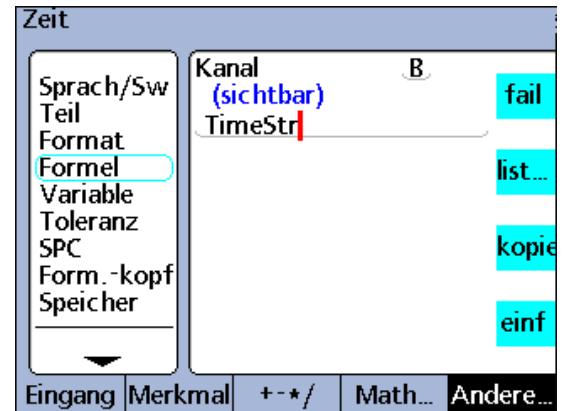 Zeit
Sprach/Sw
Teil
Format
Formel
Variable
Toleranz
SPC
Form.-kopf
Speicher
Kanal B
(sichtbar)
TimeStr
fail
list...
kopie
einf
Eingang Merkmal +-*/ Math... Andere...